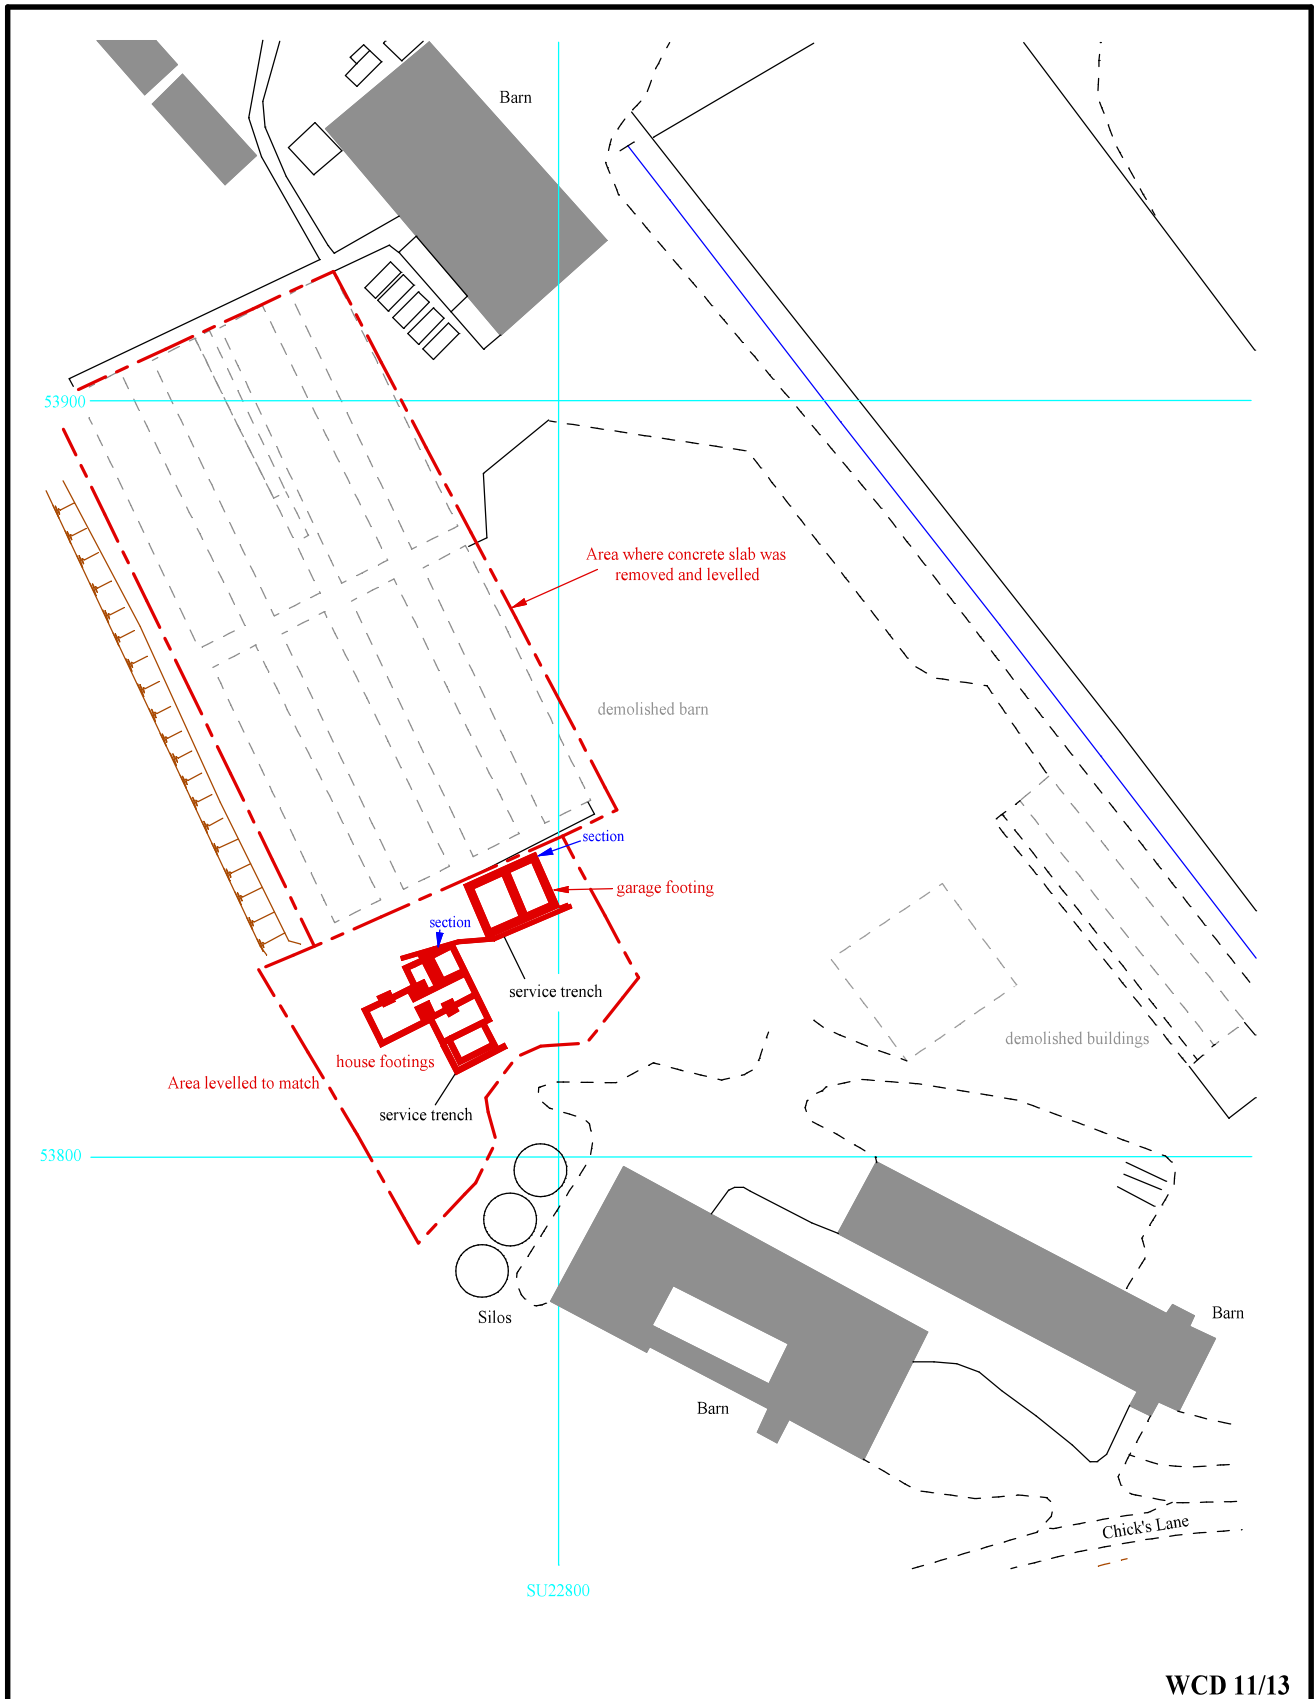 Barn
53900
Area where concrete slab was
removed and levelled
demolished barn
section
garage footing
section
service trench
demolished buildings
house footings
Area levelled to match
service trench
53800
Silos
Barn
Barn
Chick's Lane
SU22800
WCD 11/13